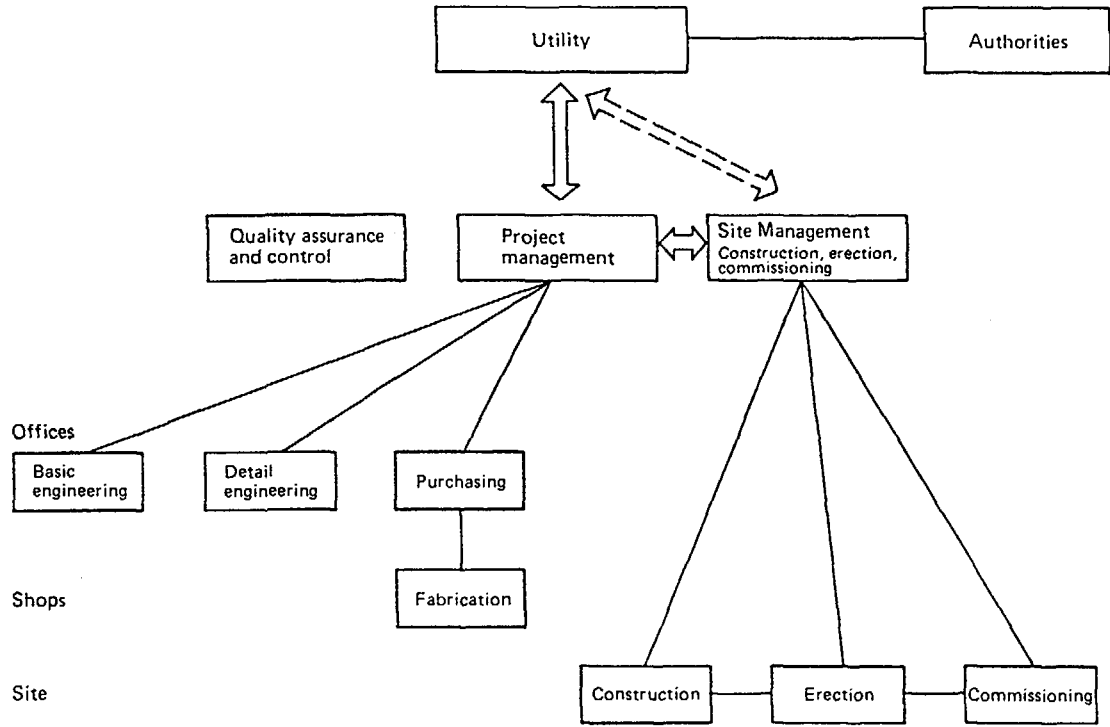 Utility
Authorities
Quality assurance
and control
Project
management
Site Management
Construction, erection,
commissioning
Offices
Basic
engineering
Detail
engineering
Purchasing
Shops
Fabrication
Site
Construction
Erection
Commissioning